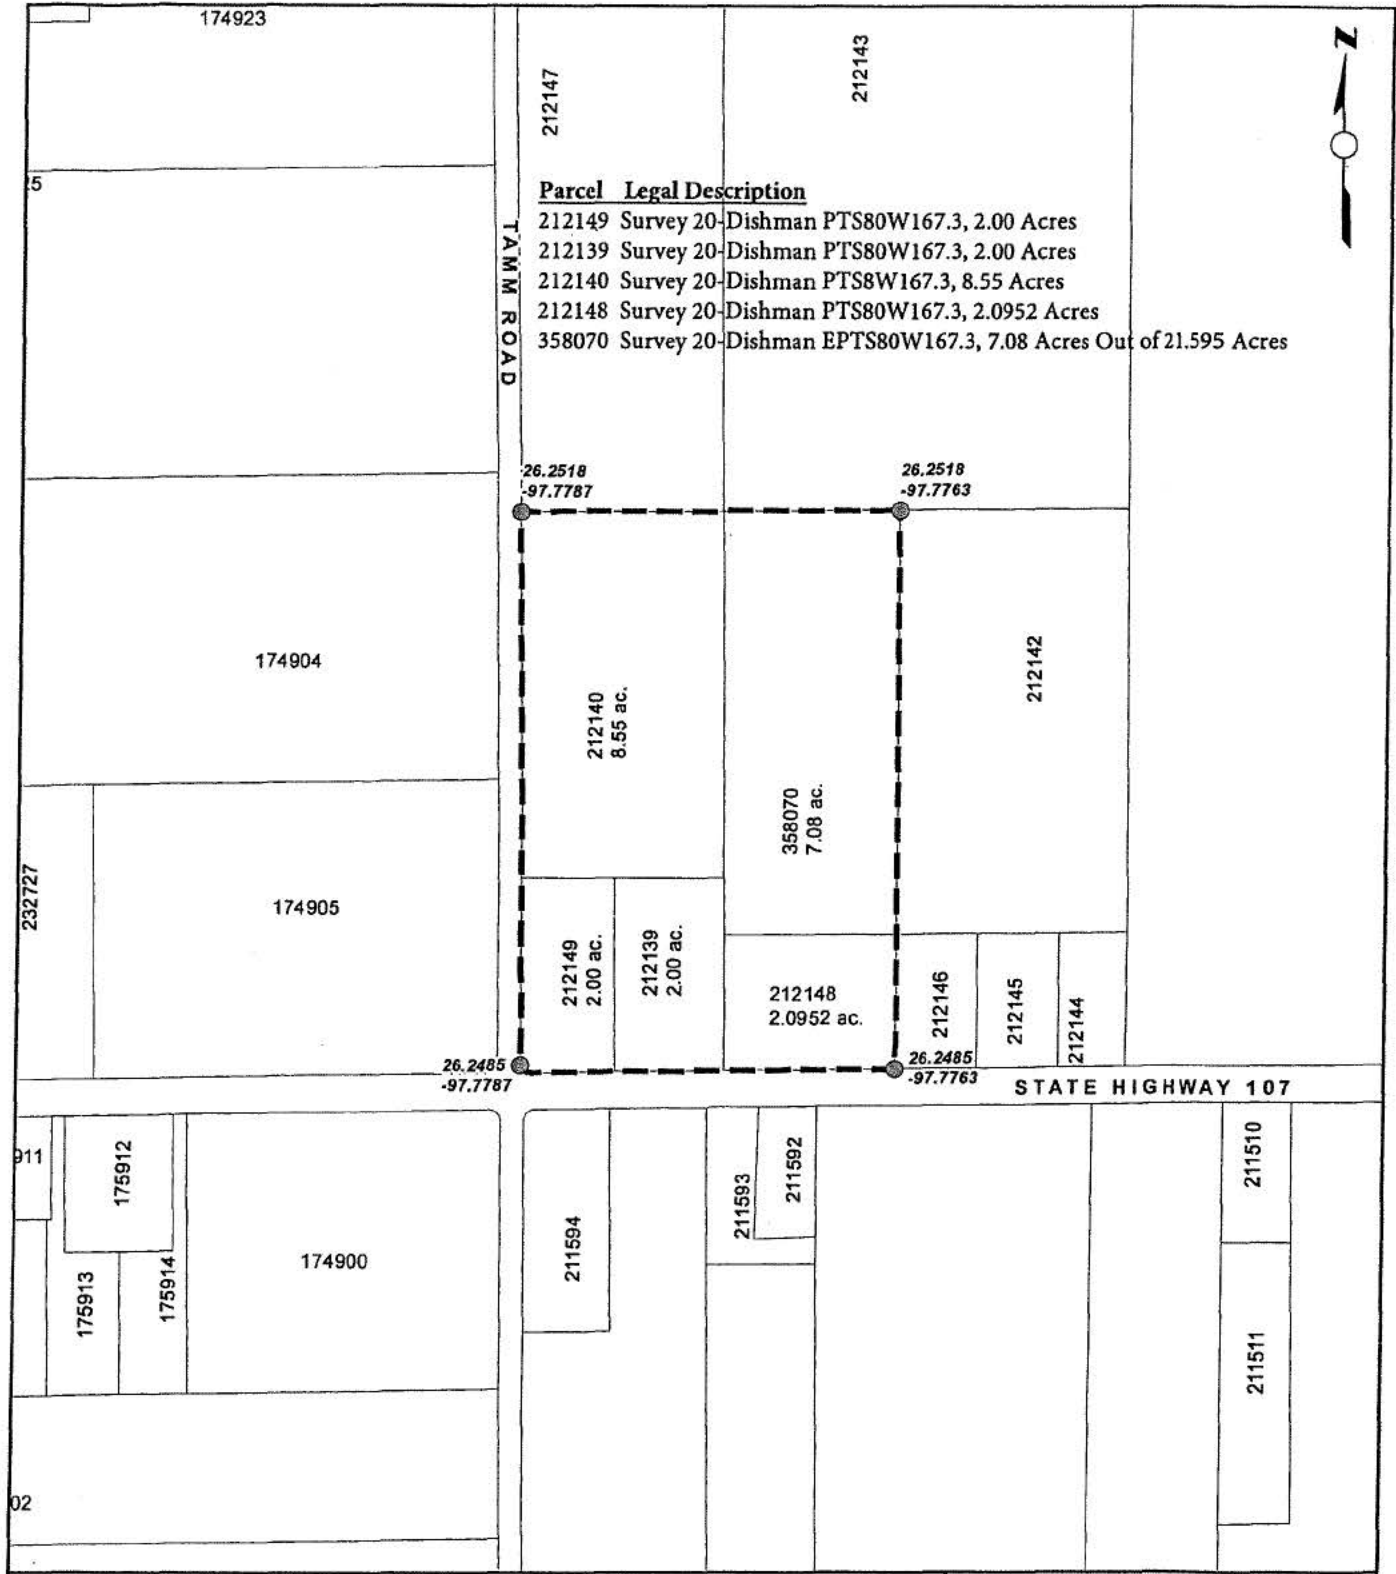 174923
212147
212143
N
25
Parcel Legal Description
212149 Survey 20-Dishman PTS80W167.3, 2.00 Acres
212139 Survey 20-Dishman PTS80W167.3, 2.00 Acres
212140 Survey 20-Dishman PTS8W167.3, 8.55 Acres
212148 Survey 20-Dishman PTS80W167.3, 2.0952 Acres
358070 Survey 20-Dishman EPTS80W167.3, 7.08 Acres Out of 21.595 Acres
TAMM ROAD
26.2518
-97.7787
26.2518
-97.7763
174904
212140
8.55 ac.
212142
358070
7.08 ac.
232727
174905
212149
2.00 ac.
212139
2.00 ac.
212148
2.0952 ac.
212146
212145
212144
26.2485
-97.7787
26.2485
-97.7763
STATE HIGHWAY 107
911
175912
175913
175914
174900
211594
211593
211592
211510
211511
02